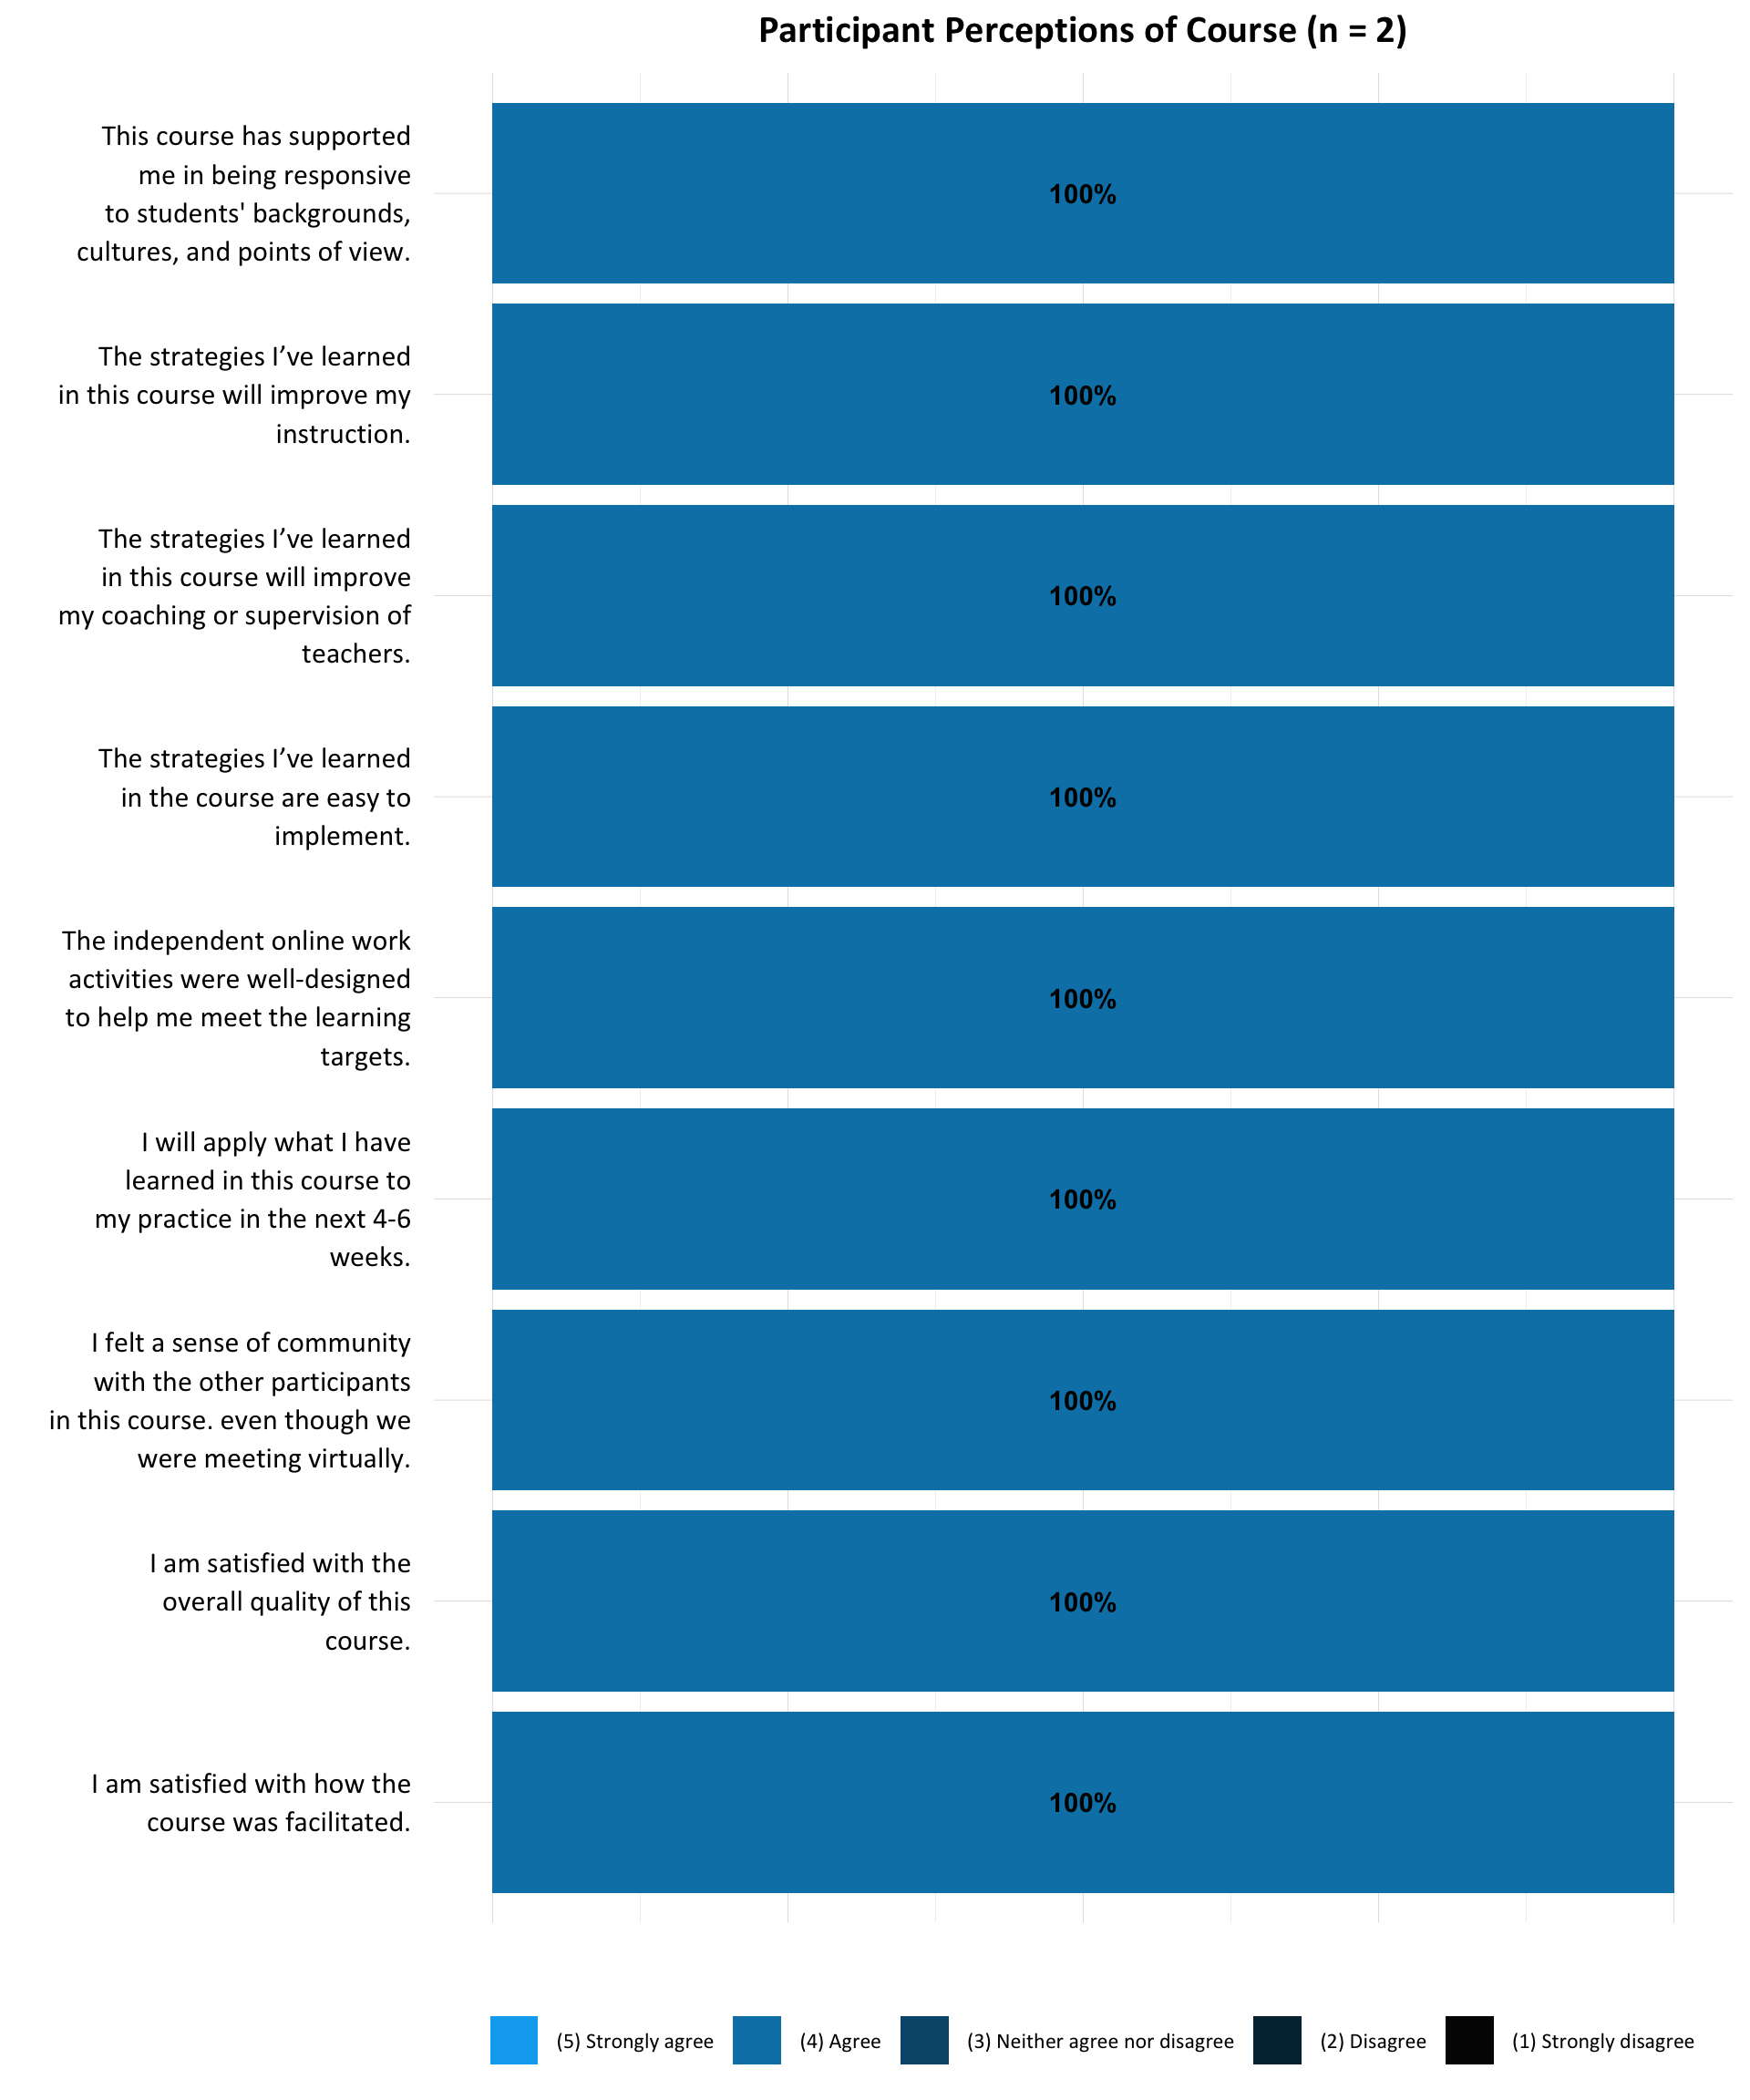 Participant Perceptions of Course (n = 2)
This course has supported
me in being responsive
to students' backgrounds,
cultures, and points of view.
100%
The strategies I’ve learned
in this course will improve my
instruction.
100%
The strategies I’ve learned
in this course will improve
my coaching or supervision of
teachers.
100%
The strategies I’ve learned
in the course are easy to
implement.
100%
The independent online work
activities were well-designed
to help me meet the learning
targets.
100%
I will apply what I have
learned in this course to
my practice in the next 4-6
weeks.
100%
I felt a sense of community
with the other participants
in this course. even though we
were meeting virtually.
100%
I am satisfied with the
overall quality of this
course.
100%
I am satisfied with how the
course was facilitated.
100%
(5) Strongly agree (4) Agree (3) Neither agree nor disagree (2) Disagree (1) Strongly disagree